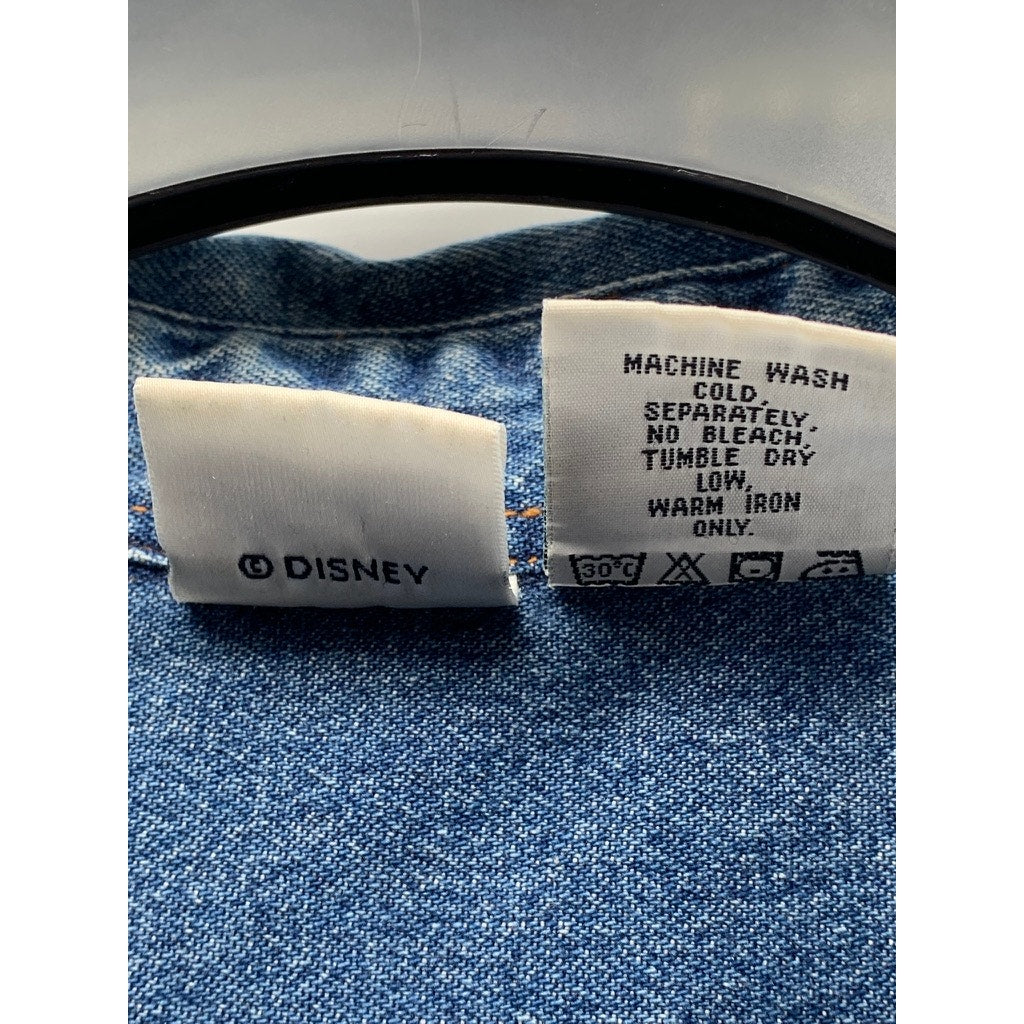 © DISNEY
MACHINE WASH
COLD,
SEPARATELY,
NO BLEACH,
TUMBLE DRY
LOW,
WARM IRON
ONLY.
30°C